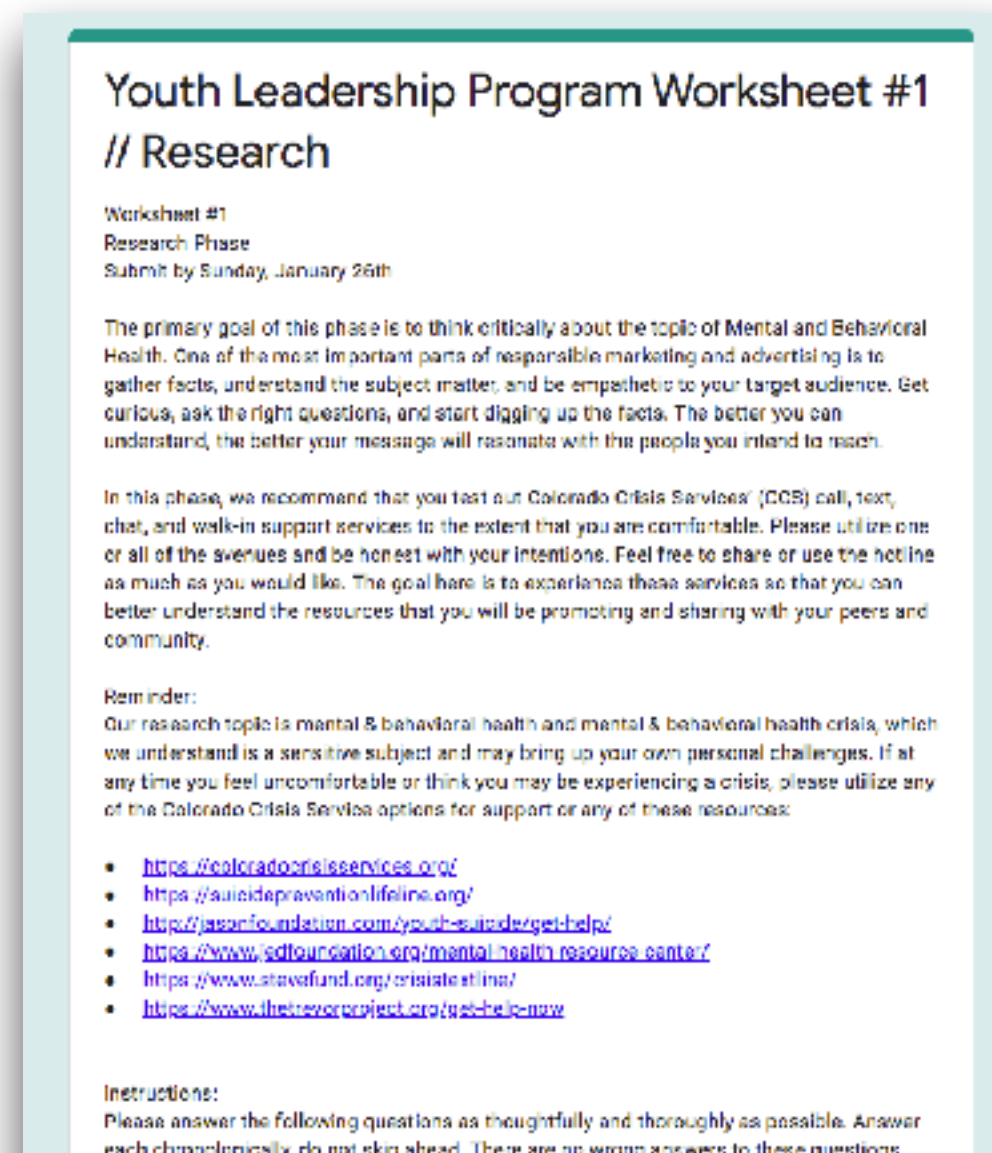 Youth Leadership Program Worksheet #1
// Research
Worksheet #1
Research Phase
Submit by Sunday, January 26th
The primary goal of this phase is to think critically about the topic of Mental and Behavioral
Health. One of the most important parts of responsible marketing and advertising is to
gather facts, understand the subject matter, and be empathetic to your target audience. Get
curious, ask the right questions, and start digging up the facts. The better you can
understand, the better your message will resonate with the people you intend to reach.
In this phase, we recommend that you test out Colorado Crisis Services' (CCS) call, text,
chat, and walk-in support services to the extent that you are comfortable. Please utilize one
or all of the avenues and be honest with your intentions. Feel free to share or use the hotline
as much as you would like. The goal here is to experience these services so that you can
better understand the resources that you will be promoting and sharing with your peers and
community.
Reminder:
Our research topic is mental & behavioral health and mental & behavioral health crisis, which
we understand is a sensitive subject and may bring up your own personal challenges. If at
any time you feel uncomfortable or think you may be experiencing a crisis, please utilize any
of the Colorado Crisis Service options for support or any of these resources:
• https://coloradocrisisservices.org/
• https://suicidepreventionlifeline.org/
• http://jasonfoundation.com/youth-suicide/get-help/
• https://www.jedfoundation.org/mental-health-resource-center/
• https://www.stevefund.org/crisistextline/
• https://www.thetrevorproject.org/get-help-now
Instructions:
Please answer the following questions as thoughtfully and thoroughly as possible. Answer
each chronologically, do not skip ahead. There are no wrong answers to these questions